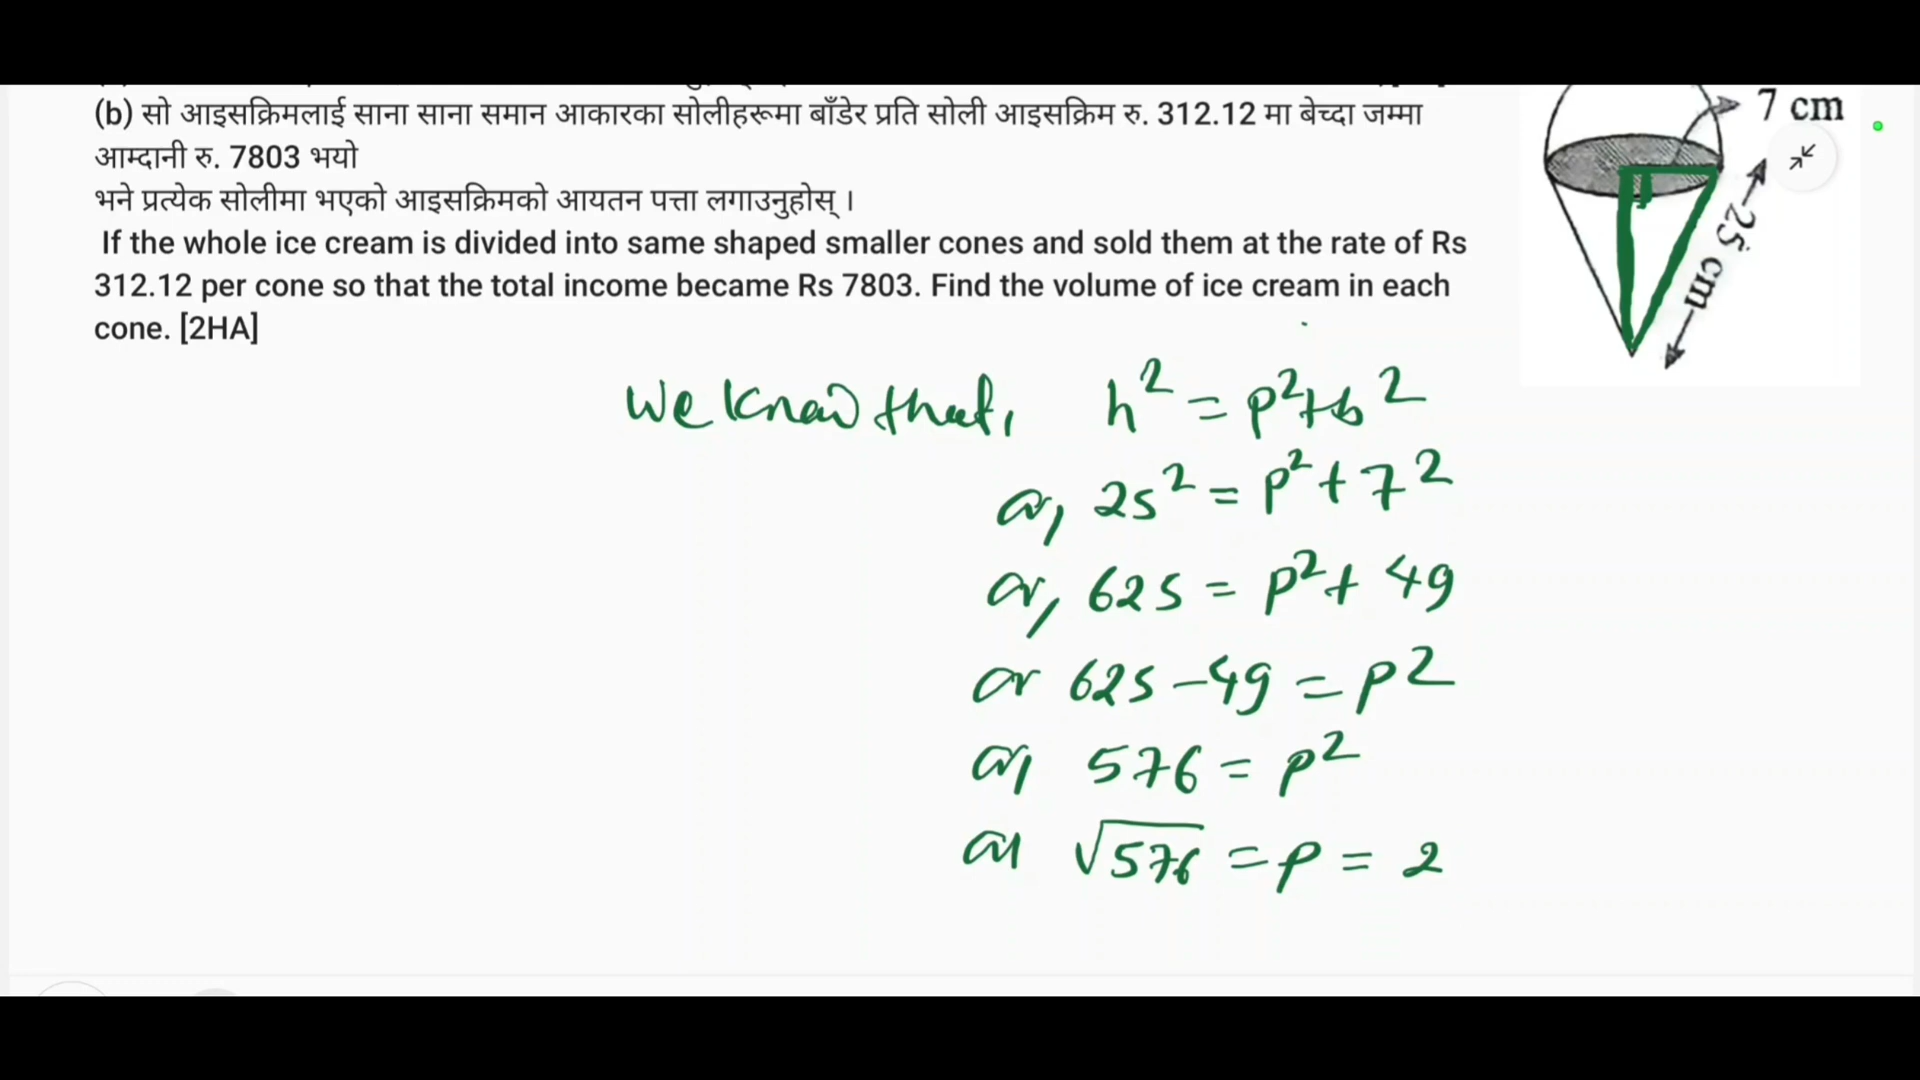 (b) सो आइसक्रिमलाई साना साना समान आकारका सोलीहरूमा बाँडेर प्रति सोली आइसक्रिम रु. 312.12 मा बेच्दा जम्मा
आम्दानी रु. 7803 भयो
भने प्रत्येक सोलीमा भएको आइसक्रिमको आयतन पत्ता लगाउनुहोस् ।
If the whole ice cream is divided into same shaped smaller cones and sold them at the rate of Rs
312.12 per cone so that the total income became Rs 7803. Find the volume of ice cream in each
cone. [2HA]
7 cm
25 cm
We know that, h² = p²+b²
or, 25² = p² + 7²
or, 625 = p² + 49
or 625 - 49 = p²
or, 576 = p²
or √576 = p = 2